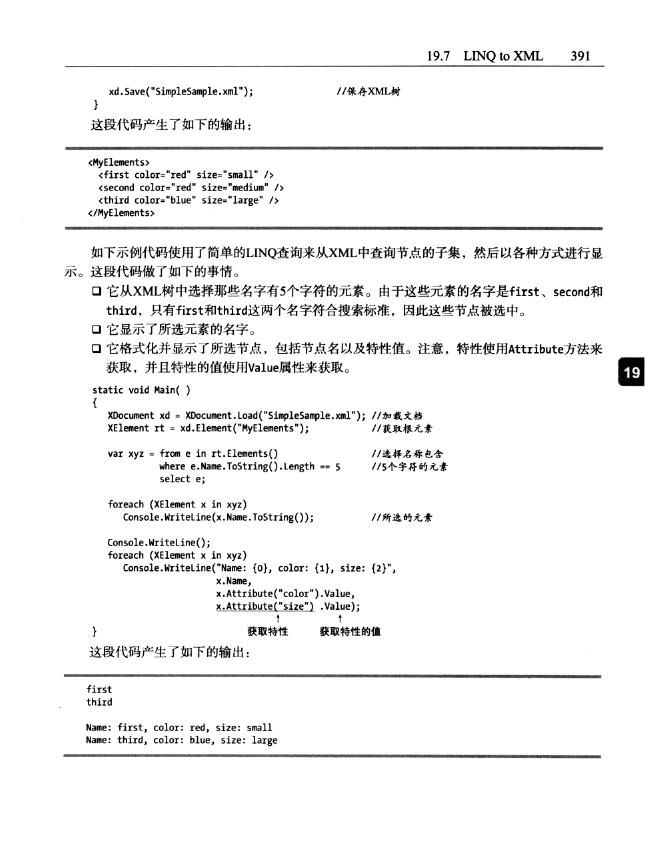 19.7 LINQ to XML 391
xd.Save("SimpleSample.xml"); //保存XML树
}
这段代码产生了如下的输出：
<MyElements>
<first color="red" size="small" />
<second color="red" size="medium" />
<third color="blue" size="large" />
</MyElements>
如下示例代码使用了简单的LINQ查询来从XML中查询节点的子集，然后以各种方式进行显
示。这段代码做了如下的事情。
❑ 它从XML树中选择那些名字有5个字符的元素。由于这些元素的名字是first、second和
third，只有first和third这两个名字符合搜索标准，因此这些节点被选中。
❑ 它显示了所选元素的名字。
❑ 它格式化并显示了所选节点，包括节点名以及特性值。注意，特性使用Attribute方法来
获取，并且特性的值使用Value属性来获取。
19
static void Main( )
{
XDocument xd = XDocument.Load("SimpleSample.xml"); //加载文档
XElement rt = xd.Element("MyElements"); //获取根元素
var xyz = from e in rt.Elements() //选择名称包含
where e.Name.ToString().Length == 5 //5个字符的元素
select e;
foreach (XElement x in xyz)
Console.WriteLine(x.Name.ToString()); //所选的元素
Console.WriteLine();
foreach (XElement x in xyz)
Console.WriteLine("Name: {0}, color: {1}, size: {2}",
x.Name,
x.Attribute("color").Value,
x.Attribute("size") .Value);
↑ ↑
} 获取特性 获取特性的值
这段代码产生了如下的输出：
first
third
Name: first, color: red, size: small
Name: third, color: blue, size: large